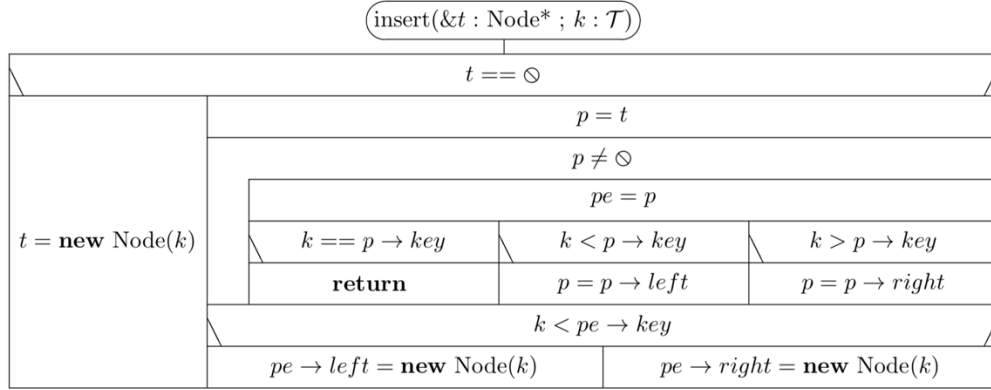 insert(&t : Node* ; k : 𝒯)
t == ⦸
p = t
p ≠ ⦸
pe = p
t = new Node(k)
k == p → key
k < p → key
k > p → key
return
p = p → left
p = p → right
k < pe → key
pe → left = new Node(k)
pe → right = new Node(k)